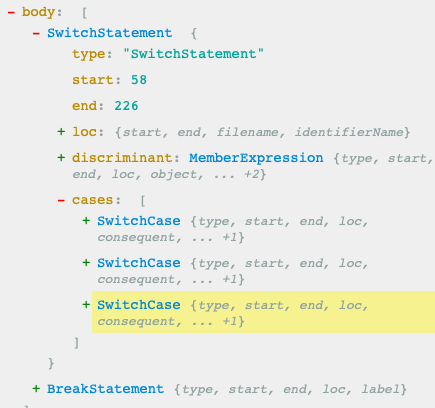 - body: [
- SwitchStatement {
type: "SwitchStatement"
start: 58
end: 226
+ loc: {start, end, filename, identifierName}
+ discriminant: MemberExpression {type, start,
end, loc, object, ... +2}
- cases: [
+ SwitchCase {type, start, end, loc,
consequent, ... +1}
+ SwitchCase {type, start, end, loc,
consequent, ... +1}
+ SwitchCase {type, start, end, loc,
consequent, ... +1}
]
}
+ BreakStatement {type, start, end, loc, label}